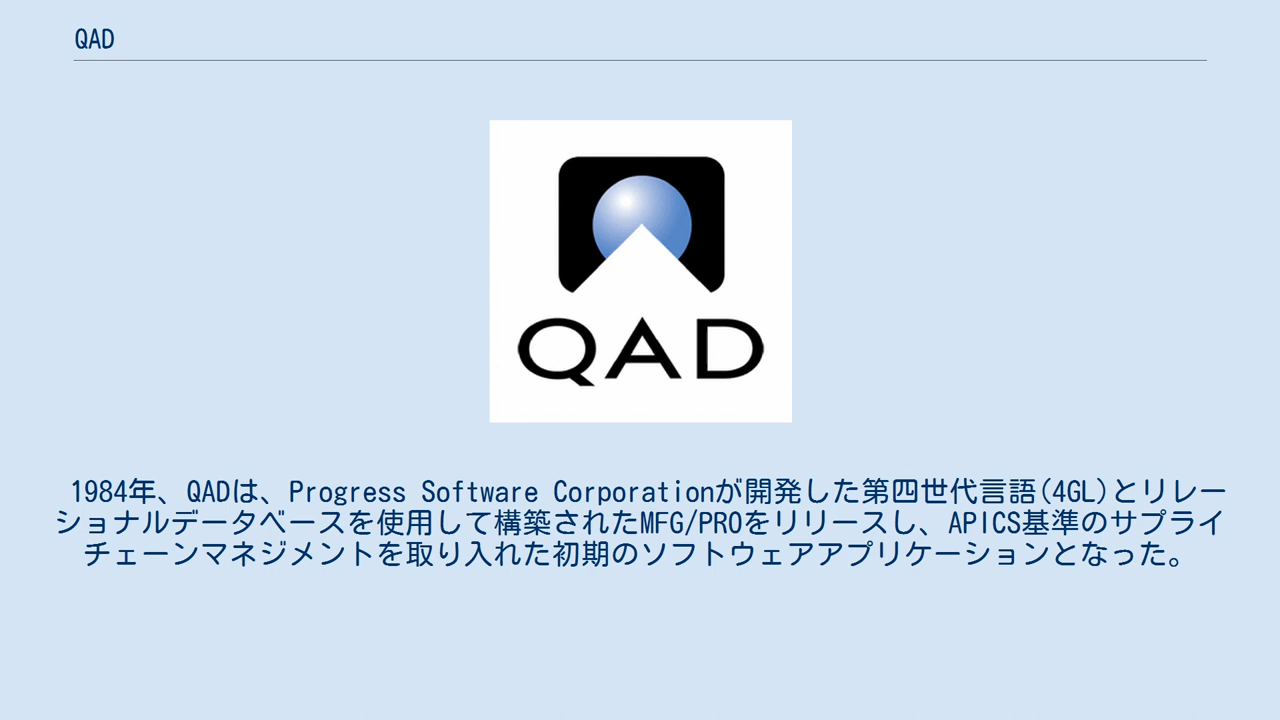 QAD
QAD
1984年、QADは、Progress Software Corporationが開発した第四世代言語(4GL)とリレー
ショナルデータベースを使用して構築されたMFG/PROをリリースし、APICS基準のサプライ
チェーンマネジメントを取り入れた初期のソフトウェアアプリケーションとなった。